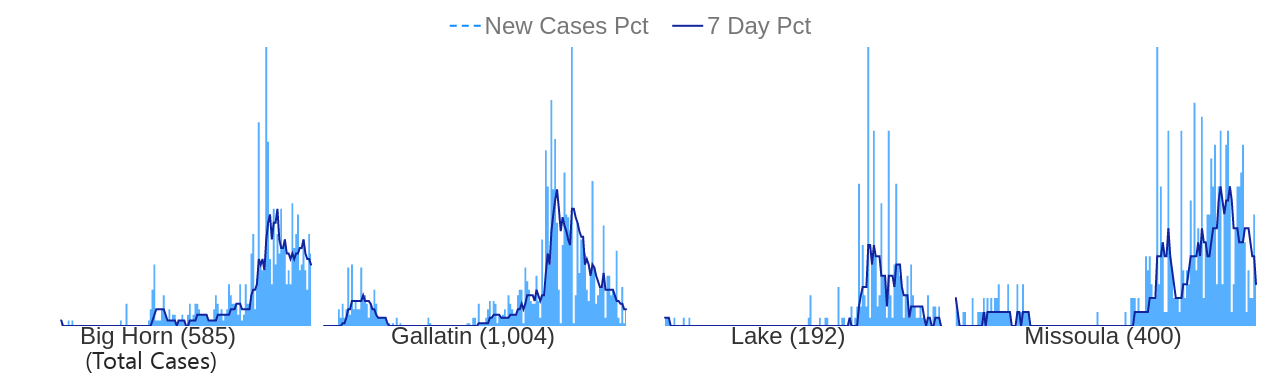 New Cases Pct 7 Day Pct
Big Horn (585) Gallatin (1,004) Lake (192) Missoula (400)
(Total Cases)